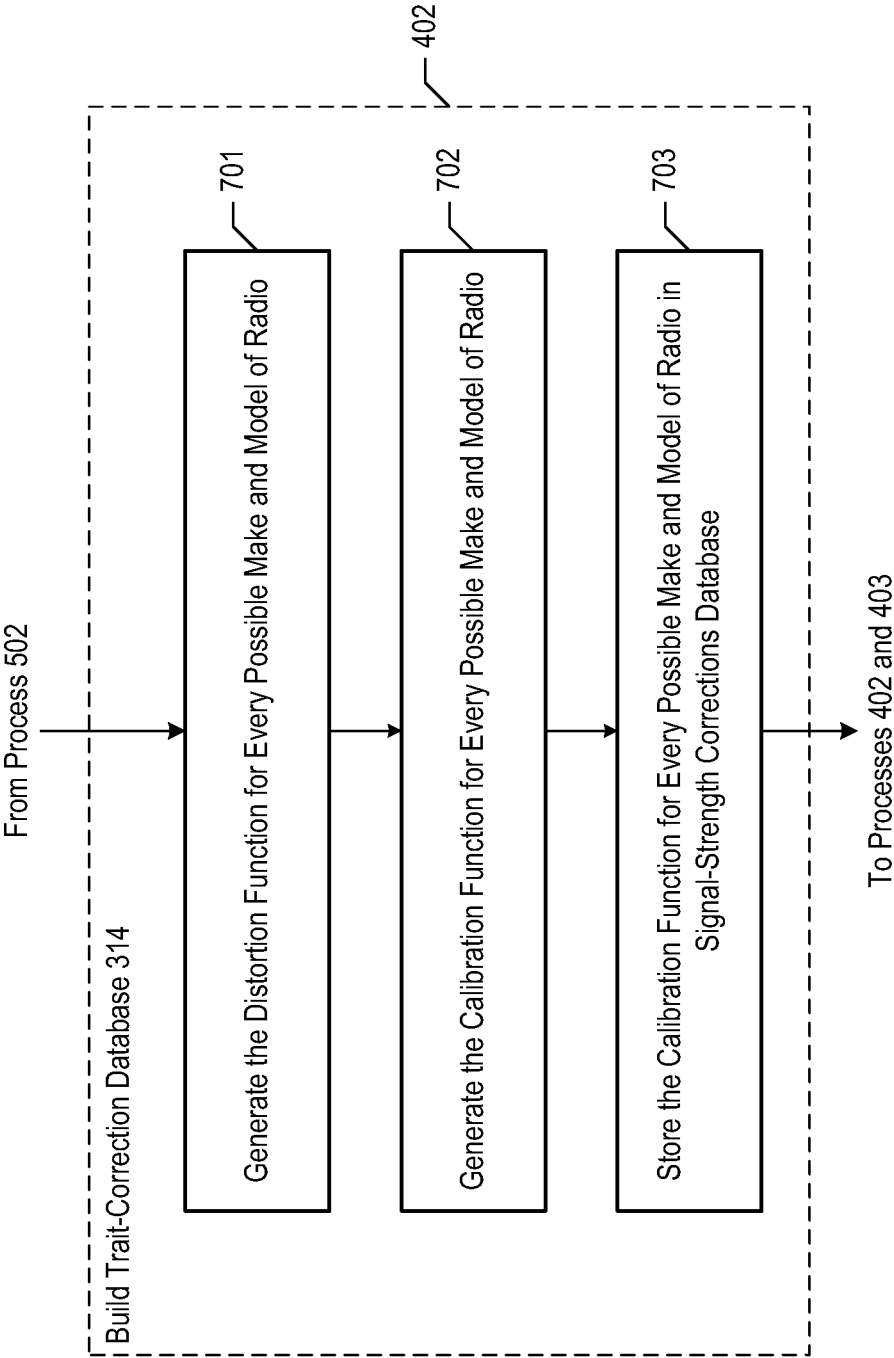 From Process 502
Build Trait-Correction Database 314
402
701
Generate the Distortion Function for Every Possible Make and Model of Radio
702
Generate the Calibration Function for Every Possible Make and Model of Radio
703
Store the Calibration Function for Every Possible Make and Model of Radio in
Signal-Strength Corrections Database
To Processes 402 and 403